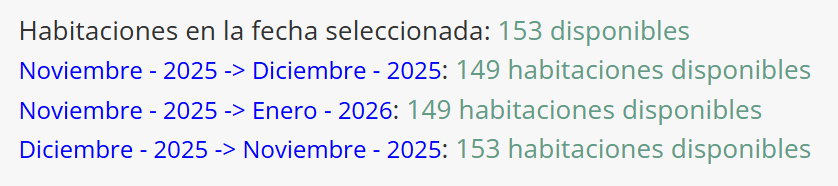 Habitaciones en la fecha seleccionada: 153 disponibles
Noviembre - 2025 -> Diciembre - 2025: 149 habitaciones disponibles
Noviembre - 2025 -> Enero - 2026: 149 habitaciones disponibles
Diciembre - 2025 -> Noviembre - 2025: 153 habitaciones disponibles